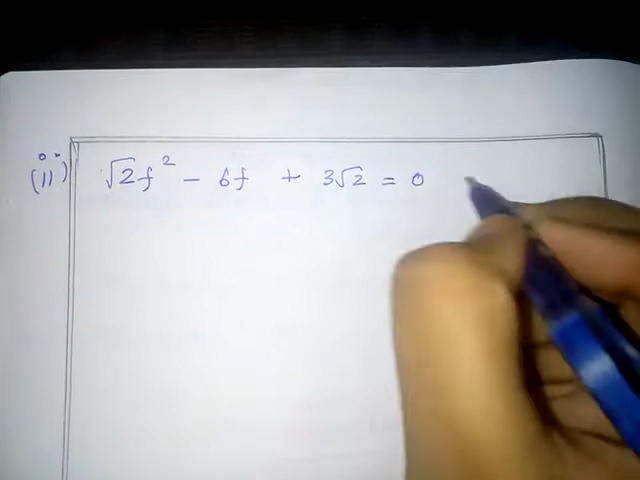 (ii) √2f² - 6f + 3√2 = 0